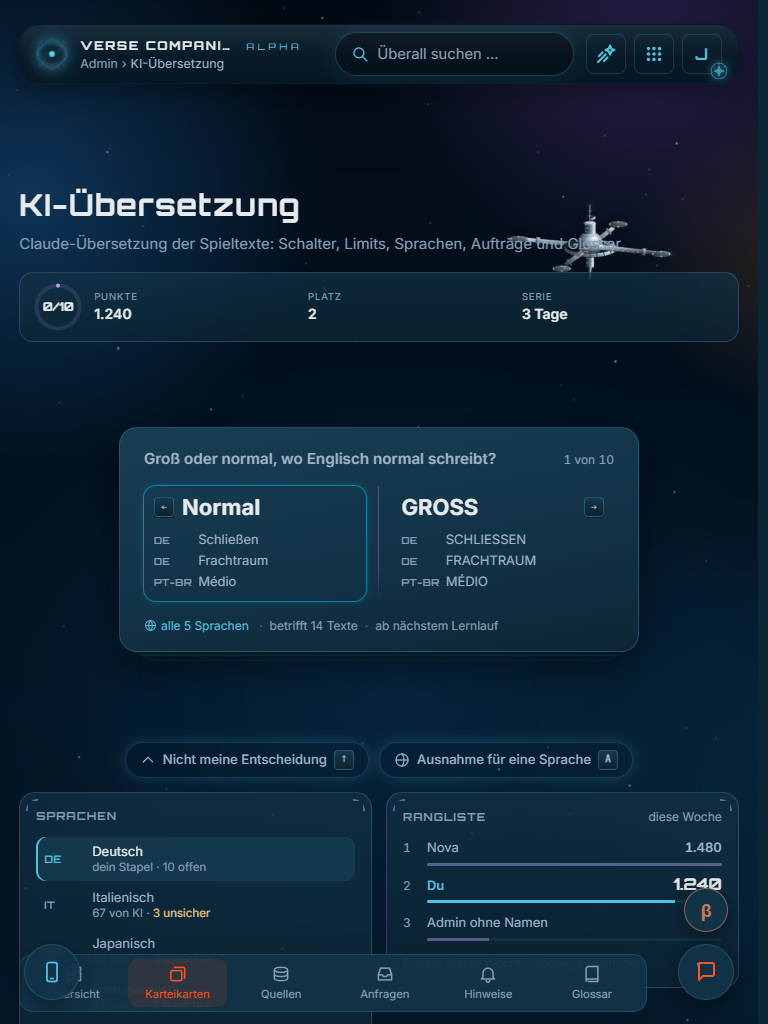 VERSE COMPANI… ALPHA
Admin › KI-Übersetzung
Überall suchen ...
KI-Übersetzung
Claude-Übersetzung der Spieltexte: Schalter, Limits, Sprachen, Aufträge und Glossar
0/10
PUNKTE
1.240
PLATZ
2
SERIE
3 Tage
Groß oder normal, wo Englisch normal schreibt?
1 von 10
← Normal
DE Schließen
DE Frachtraum
PT-BR Médio
GROSS →
DE SCHLIESSEN
DE FRACHTRAUM
PT-BR MÉDIO
alle 5 Sprachen · betrifft 14 Texte · ab nächstem Lernlauf
Nicht meine Entscheidung ↑
Ausnahme für eine Sprache A
SPRACHEN
DE Deutsch
dein Stapel · 10 offen
IT Italienisch
67 von KI · 3 unsicher
Japanisch
RANGLISTE diese Woche
1 Nova 1.480
2 Du 1.240
3 Admin ohne Namen
β
Karteikarten
Quellen
Anfragen
Hinweise
Glossar